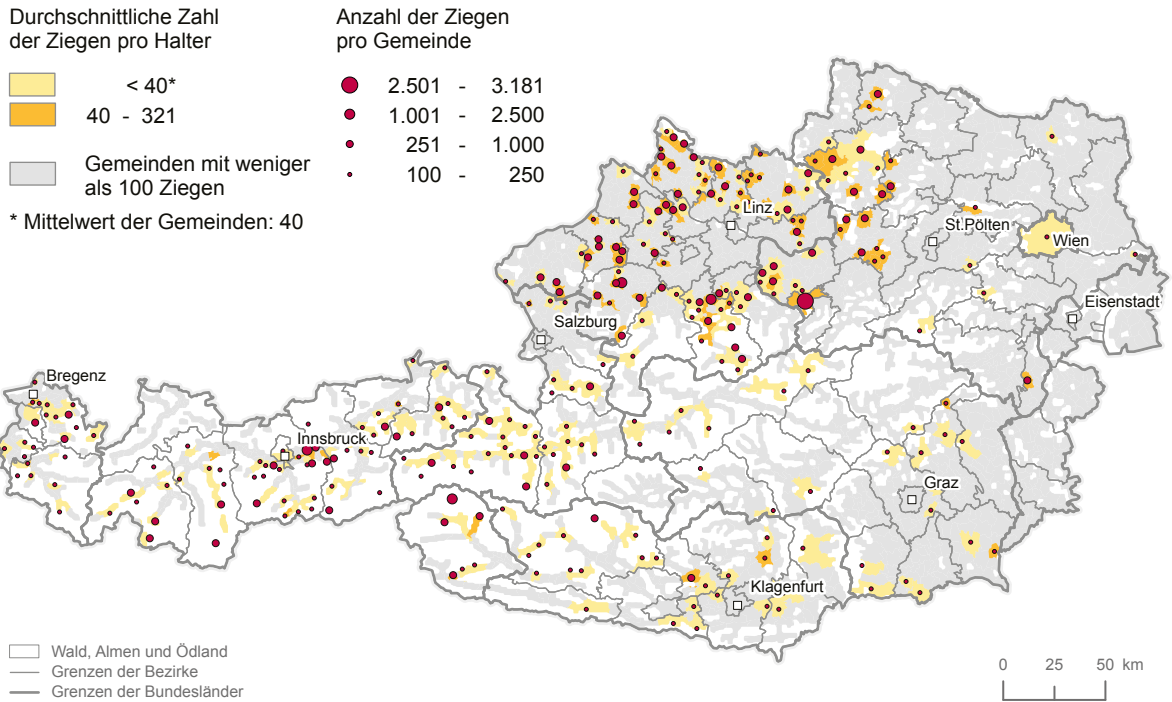 Durchschnittliche Zahl
der Ziegen pro Halter
< 40*
40 - 321
Gemeinden mit weniger
als 100 Ziegen
* Mittelwert der Gemeinden: 40
Anzahl der Ziegen
pro Gemeinde
2.501 - 3.181
1.001 - 2.500
251 - 1.000
100 - 250
Linz
St.Pölten
Wien
Eisenstadt
Salzburg
Bregenz
Innsbruck
Graz
Klagenfurt
Wald, Almen und Ödland
Grenzen der Bezirke
Grenzen der Bundesländer
0 25 50 km